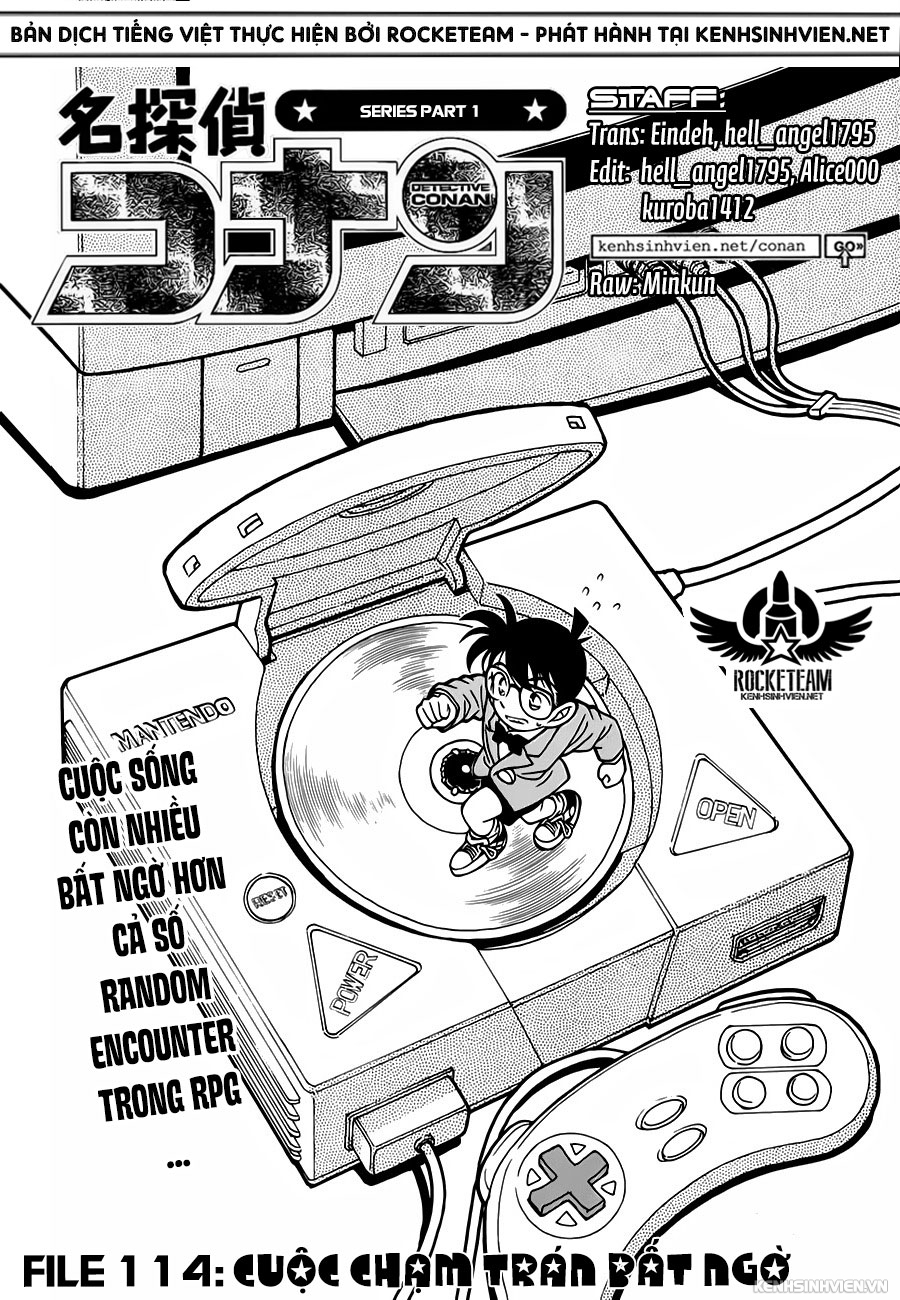 BẢN DỊCH TIẾNG VIỆT THỰC HIỆN BỞI ROCKETEAM - PHÁT HÀNH TẠI KENHSINHVIEN.NET
名探偵
SERIES PART 1
コナン
DETECTIVE
CONAN
STAFF:
Trans: Eindeh, hell_angel1795
Edit: hell_angel1795, Alice000
kuroba1412
kenhsinhvien.net/conan GO»
Raw: Minkun
ROCKETEAM
KENHSINHVIEN.NET
MANTENDO
CUỘC SỐNG
CÒN NHIỀU
BẤT NGỜ HƠN
CẢ SỐ
RANDOM
ENCOUNTER
TRONG RPG
...
OPEN
RESET
POWER
FILE 114: CUỘC CHẠM TRÁN BẤT NGỜ
KENHSINHVIEN.VN